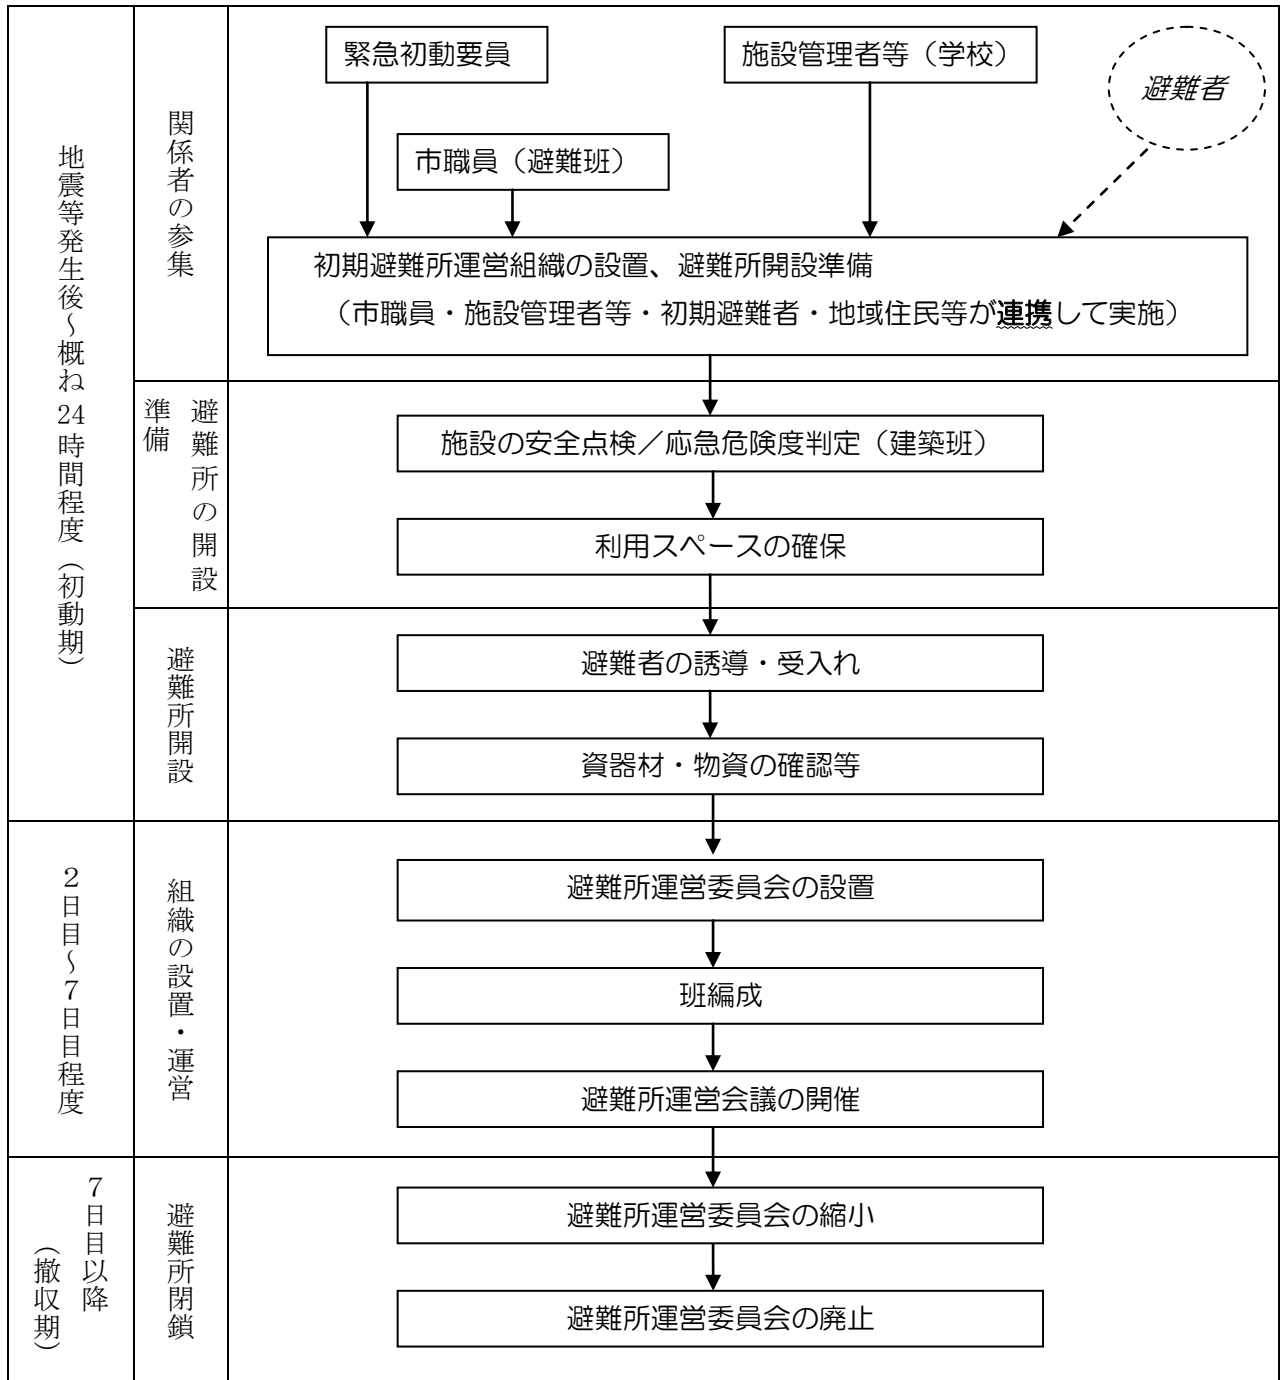 地震等発生後～概ね24時間程度（初動期）
関係者の参集
緊急初動要員
施設管理者等（学校）
避難者
市職員（避難班）
初期避難所運営組織の設置、避難所開設準備
（市職員・施設管理者等・初期避難者・地域住民等が連携して実施）
避難所の開設
準備
施設の安全点検／応急危険度判定（建築班）
利用スペースの確保
避難所開設
避難者の誘導・受入れ
資器材・物資の確認等
2日目～7日目程度
組織の設置・運営
避難所運営委員会の設置
班編成
避難所運営会議の開催
7日目以降
（撤収期）
避難所閉鎖
避難所運営委員会の縮小
避難所運営委員会の廃止